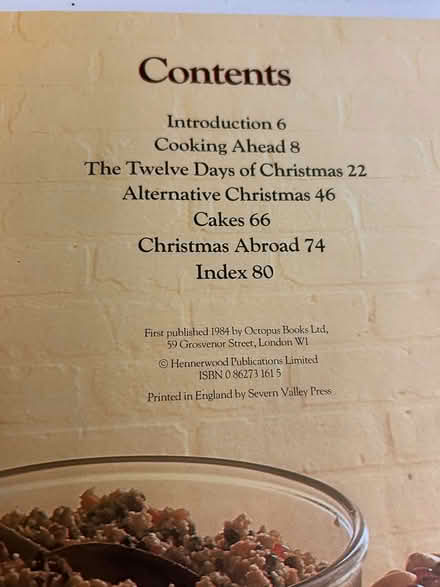 Contents
Introduction 6
Cooking Ahead 8
The Twelve Days of Christmas 22
Alternative Christmas 46
Cakes 66
Christmas Abroad 74
Index 80
First published 1984 by Octopus Books Ltd,
59 Grosvenor Street, London W1
© Hennerwood Publications Limited
ISBN 0 86273 161 5
Printed in England by Severn Valley Press